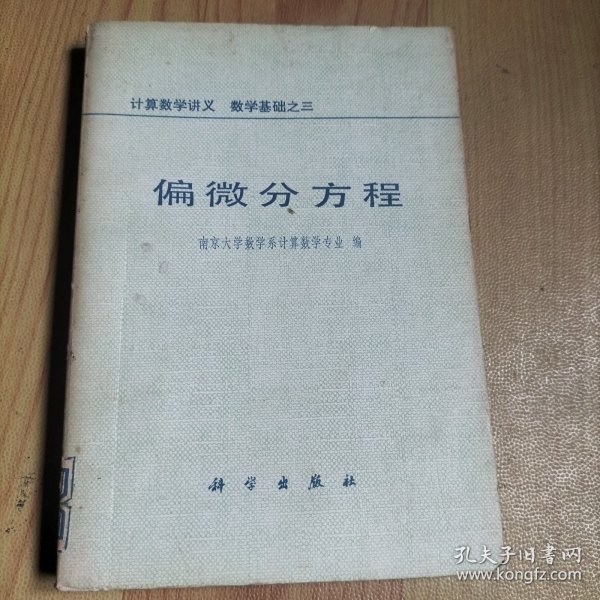 计算数学讲义 数学基础之三
偏微分方程
南京大学数学系计算数学专业 编
科学出版社
孔夫子旧书网
www.kongfz.com